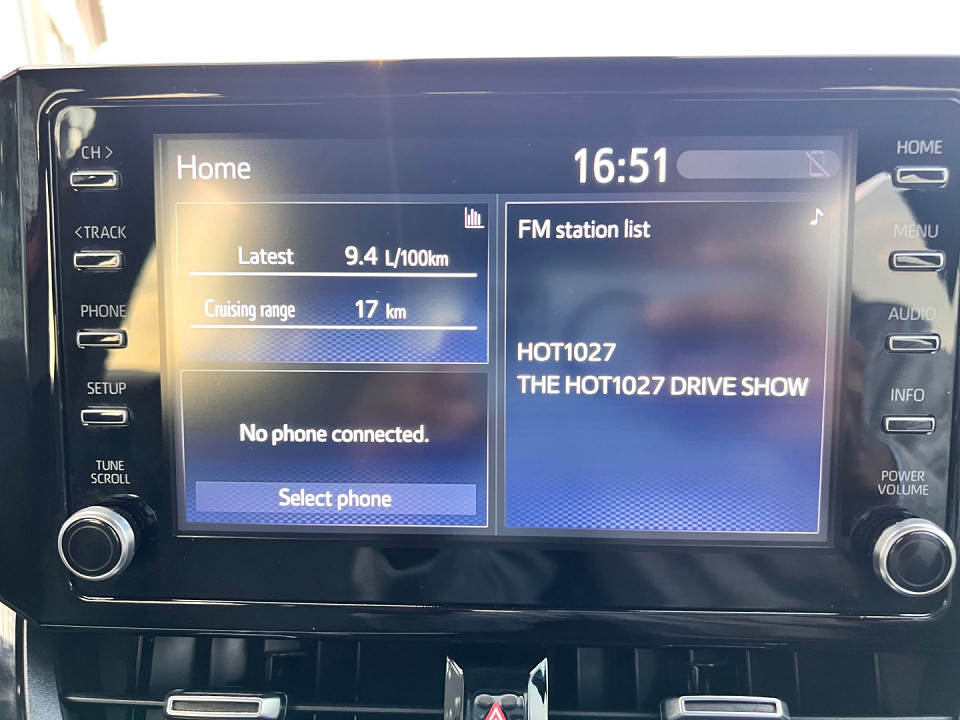 CH >
<TRACK
PHONE
SETUP
TUNE
SCROLL
Home
16:51
Latest 9.4 L/100km
Cruising range 17 km
No phone connected.
Select phone
FM station list
HOT1027
THE HOT1027 DRIVE SHOW
HOME
MENU
AUDIO
INFO
POWER
VOLUME